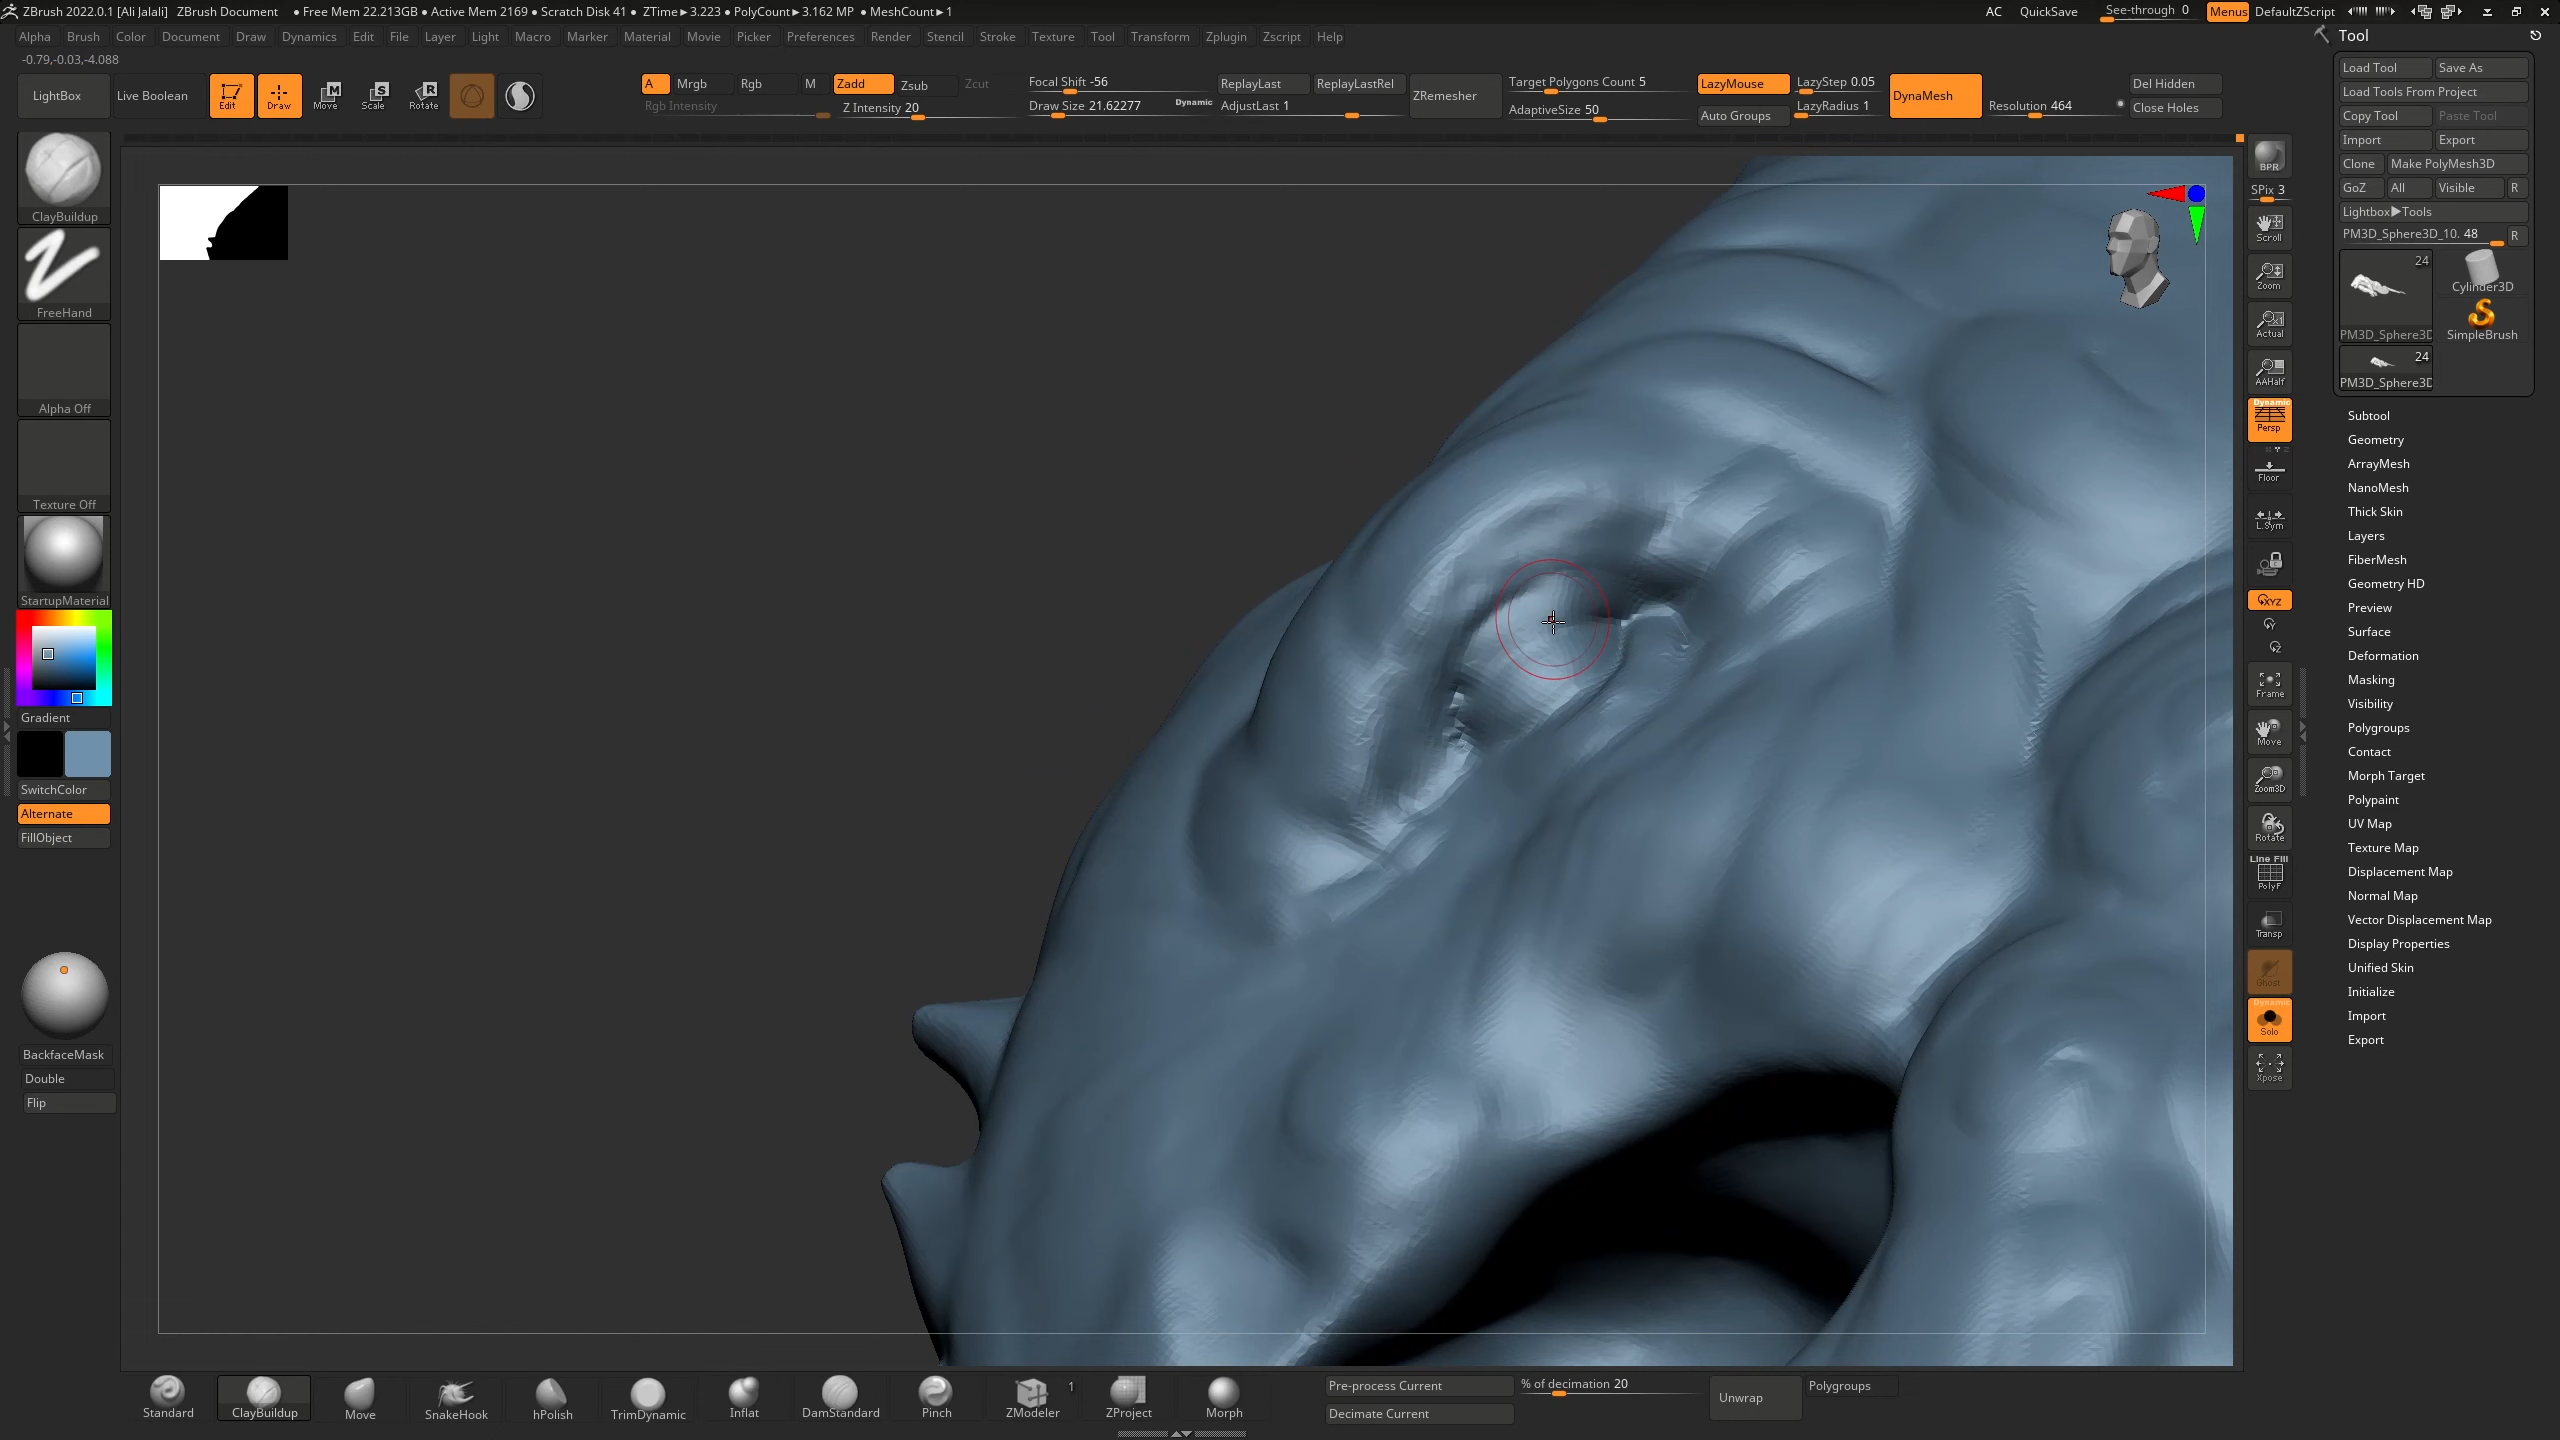 ZBrush 2022.0.1 [Ali Jalali] ZBrush Document ● Free Mem 22.213GB ● Active Mem 2169 ● Scratch Disk 41 ● ZTime►3.223 ● PolyCount►3.162 MP ● MeshCount►1 AC QuickSave See-through 0 Menus DefaultZScript
Alpha Brush Color Document Draw Dynamics Edit File Layer Light Macro Marker Material Movie Picker Preferences Render Stencil Stroke Texture Tool Transform Zplugin Zscript Help
Tool
-0.79,-0.03,-4.088
LightBox Live Boolean Edit Draw Move Scale Rotate
A Mrgb Rgb M Zadd Zsub Zcut
Rgb Intensity Z Intensity 20
Focal Shift -56
Draw Size 21.62277 Dynamic
ReplayLast ReplayLastRel
AdjustLast 1
ZRemesher
Target Polygons Count 5
AdaptiveSize 50
LazyMouse LazyStep 0.05
Auto Groups LazyRadius 1
DynaMesh
Resolution 464
Del Hidden
Close Holes
ClayBuildup
FreeHand
Alpha Off
Texture Off
StartupMaterial
Gradient
SwitchColor
Alternate
FillObject
BackfaceMask
Double
Flip
BPR
SPix 3
Scroll
Zoom
Actual
AAHalf
Dynamic
Persp
Floor
L.Sym
XYZ
Frame
Move
Zoom3D
Rotate
Line Fill
PolyF
Transp
Ghost
Dynamic
Solo
Xpose
Load Tool Save As
Load Tools From Project
Copy Tool Paste Tool
Import Export
Clone Make PolyMesh3D
GoZ All Visible R
Lightbox►Tools
PM3D_Sphere3D_10. 48 R
24
Cylinder3D
PM3D_Sphere3D SimpleBrush
24
PM3D_Sphere3D
Subtool
Geometry
ArrayMesh
NanoMesh
Thick Skin
Layers
FiberMesh
Geometry HD
Preview
Surface
Deformation
Masking
Visibility
Polygroups
Contact
Morph Target
Polypaint
UV Map
Texture Map
Displacement Map
Normal Map
Vector Displacement Map
Display Properties
Unified Skin
Initialize
Import
Export
Standard ClayBuildup Move SnakeHook hPolish TrimDynamic Inflat DamStandard Pinch ZModeler 1 ZProject Morph
Pre-process Current % of decimation 20 Unwrap Polygroups
Decimate Current